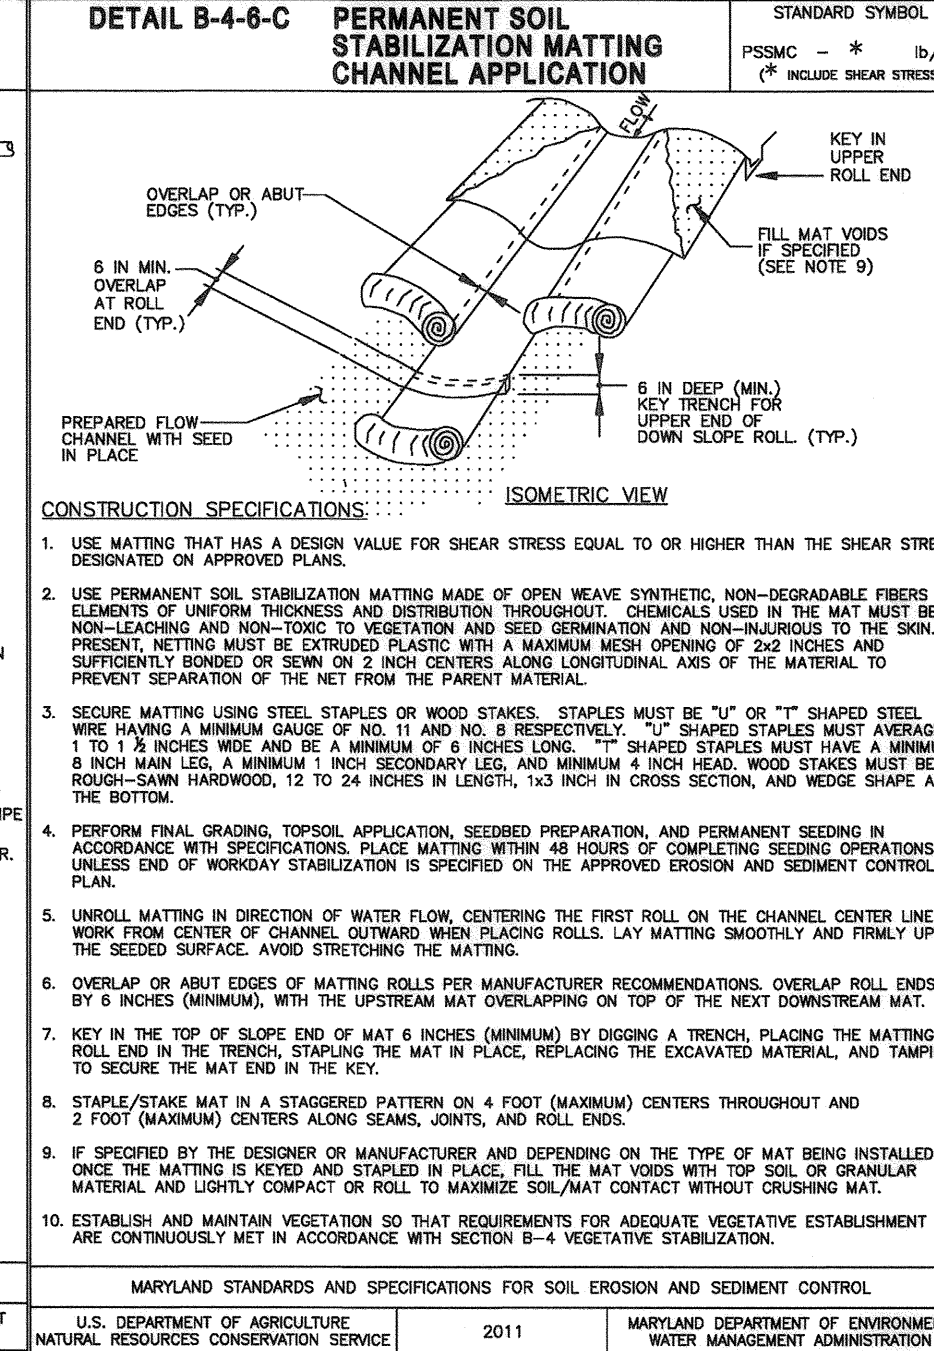 DETAIL B-4-6-C
PERMANENT SOIL
STABILIZATION MATTING
CHANNEL APPLICATION
STANDARD SYMBOL
PSSMC - * lb/
(* INCLUDE SHEAR STRESS
FLOW
KEY IN
UPPER
ROLL END
OVERLAP OR ABUT
EDGES (TYP.)
FILL MAT VOIDS
IF SPECIFIED
(SEE NOTE 9)
6 IN MIN.
OVERLAP
AT ROLL
END (TYP.)
6 IN DEEP (MIN.)
KEY TRENCH FOR
UPPER END OF
DOWN SLOPE ROLL. (TYP.)
PREPARED FLOW
CHANNEL WITH SEED
IN PLACE
ISOMETRIC VIEW
CONSTRUCTION SPECIFICATIONS:
1. USE MATTING THAT HAS A DESIGN VALUE FOR SHEAR STRESS EQUAL TO OR HIGHER THAN THE SHEAR STRE
DESIGNATED ON APPROVED PLANS.
2. USE PERMANENT SOIL STABILIZATION MATTING MADE OF OPEN WEAVE SYNTHETIC, NON-DEGRADABLE FIBERS
ELEMENTS OF UNIFORM THICKNESS AND DISTRIBUTION THROUGHOUT. CHEMICALS USED IN THE MAT MUST BE
NON-LEACHING AND NON-TOXIC TO VEGETATION AND SEED GERMINATION AND NON-INJURIOUS TO THE SKIN.
PRESENT, NETTING MUST BE EXTRUDED PLASTIC WITH A MAXIMUM MESH OPENING OF 2x2 INCHES AND
SUFFICIENTLY BONDED OR SEWN ON 2 INCH CENTERS ALONG LONGITUDINAL AXIS OF THE MATERIAL TO
PREVENT SEPARATION OF THE NET FROM THE PARENT MATERIAL.
3. SECURE MATTING USING STEEL STAPLES OR WOOD STAKES. STAPLES MUST BE "U" OR "T" SHAPED STEEL
WIRE HAVING A MINIMUM GAUGE OF NO. 11 AND NO. 8 RESPECTIVELY. "U" SHAPED STAPLES MUST AVERAG
1 TO 1 ½ INCHES WIDE AND BE A MINIMUM OF 6 INCHES LONG. "T" SHAPED STAPLES MUST HAVE A MINIMU
8 INCH MAIN LEG, A MINIMUM 1 INCH SECONDARY LEG, AND MINIMUM 4 INCH HEAD. WOOD STAKES MUST BE
ROUGH-SAWN HARDWOOD, 12 TO 24 INCHES IN LENGTH, 1x3 INCH IN CROSS SECTION, AND WEDGE SHAPE A
THE BOTTOM.
4. PERFORM FINAL GRADING, TOPSOIL APPLICATION, SEEDBED PREPARATION, AND PERMANENT SEEDING IN
ACCORDANCE WITH SPECIFICATIONS. PLACE MATTING WITHIN 48 HOURS OF COMPLETING SEEDING OPERATIONS
UNLESS END OF WORKDAY STABILIZATION IS SPECIFIED ON THE APPROVED EROSION AND SEDIMENT CONTROL
PLAN.
5. UNROLL MATTING IN DIRECTION OF WATER FLOW, CENTERING THE FIRST ROLL ON THE CHANNEL CENTER LINE
WORK FROM CENTER OF CHANNEL OUTWARD WHEN PLACING ROLLS. LAY MATTING SMOOTHLY AND FIRMLY UP
THE SEEDED SURFACE. AVOID STRETCHING THE MATTING.
6. OVERLAP OR ABUT EDGES OF MATTING ROLLS PER MANUFACTURER RECOMMENDATIONS. OVERLAP ROLL ENDS
BY 6 INCHES (MINIMUM), WITH THE UPSTREAM MAT OVERLAPPING ON TOP OF THE NEXT DOWNSTREAM MAT.
7. KEY IN THE TOP OF SLOPE END OF MAT 6 INCHES (MINIMUM) BY DIGGING A TRENCH, PLACING THE MATTING
ROLL END IN THE TRENCH, STAPLING THE MAT IN PLACE, REPLACING THE EXCAVATED MATERIAL, AND TAMPI
TO SECURE THE MAT END IN THE KEY.
8. STAPLE/STAKE MAT IN A STAGGERED PATTERN ON 4 FOOT (MAXIMUM) CENTERS THROUGHOUT AND
2 FOOT (MAXIMUM) CENTERS ALONG SEAMS, JOINTS, AND ROLL ENDS.
9. IF SPECIFIED BY THE DESIGNER OR MANUFACTURER AND DEPENDING ON THE TYPE OF MAT BEING INSTALLED
ONCE THE MATTING IS KEYED AND STAPLED IN PLACE, FILL THE MAT VOIDS WITH TOP SOIL OR GRANULAR
MATERIAL AND LIGHTLY COMPACT OR ROLL TO MAXIMIZE SOIL/MAT CONTACT WITHOUT CRUSHING MAT.
10. ESTABLISH AND MAINTAIN VEGETATION SO THAT REQUIREMENTS FOR ADEQUATE VEGETATIVE ESTABLISHMENT
ARE CONTINUOUSLY MET IN ACCORDANCE WITH SECTION B-4 VEGETATIVE STABILIZATION.
MARYLAND STANDARDS AND SPECIFICATIONS FOR SOIL EROSION AND SEDIMENT CONTROL
U.S. DEPARTMENT OF AGRICULTURE
NATURAL RESOURCES CONSERVATION SERVICE
2011
MARYLAND DEPARTMENT OF ENVIRONME
WATER MANAGEMENT ADMINISTRATION